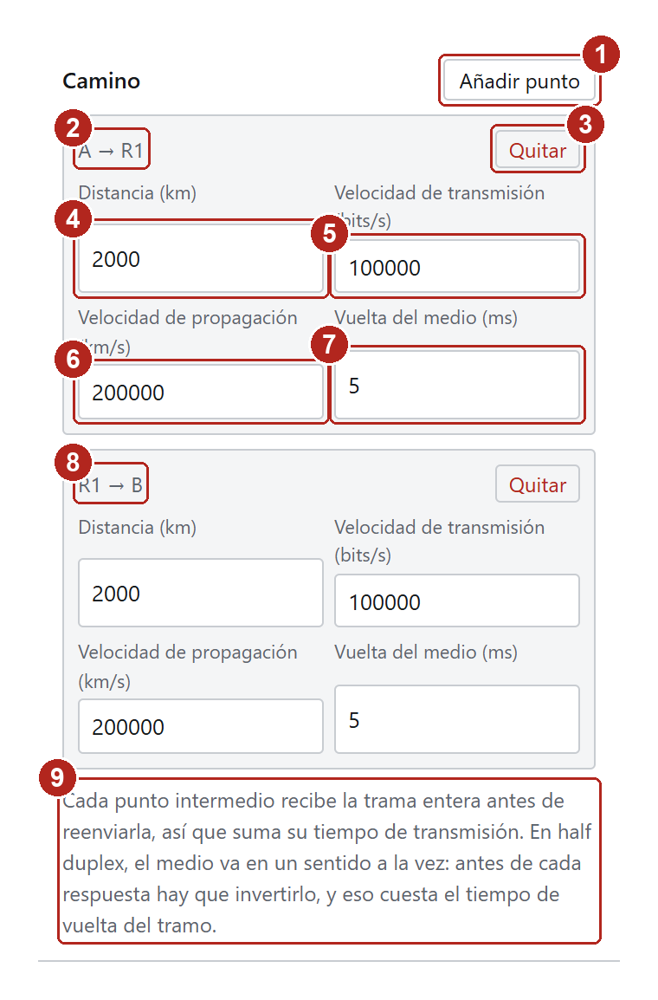 1
Camino
Añadir punto
2
3
A → R1
Quitar
Distancia (km)
Velocidad de transmisión
(bits/s)
4
5
2000
100000
Velocidad de propagación
(km/s)
Vuelta del medio (ms)
6
7
200000
5
8
R1 → B
Quitar
Distancia (km)
Velocidad de transmisión
(bits/s)
2000
100000
Velocidad de propagación
(km/s)
Vuelta del medio (ms)
200000
5
9
Cada punto intermedio recibe la trama entera antes de
reenviarla, así que suma su tiempo de transmisión. En half
duplex, el medio va en un sentido a la vez: antes de cada
respuesta hay que invertirlo, y eso cuesta el tiempo de
vuelta del tramo.